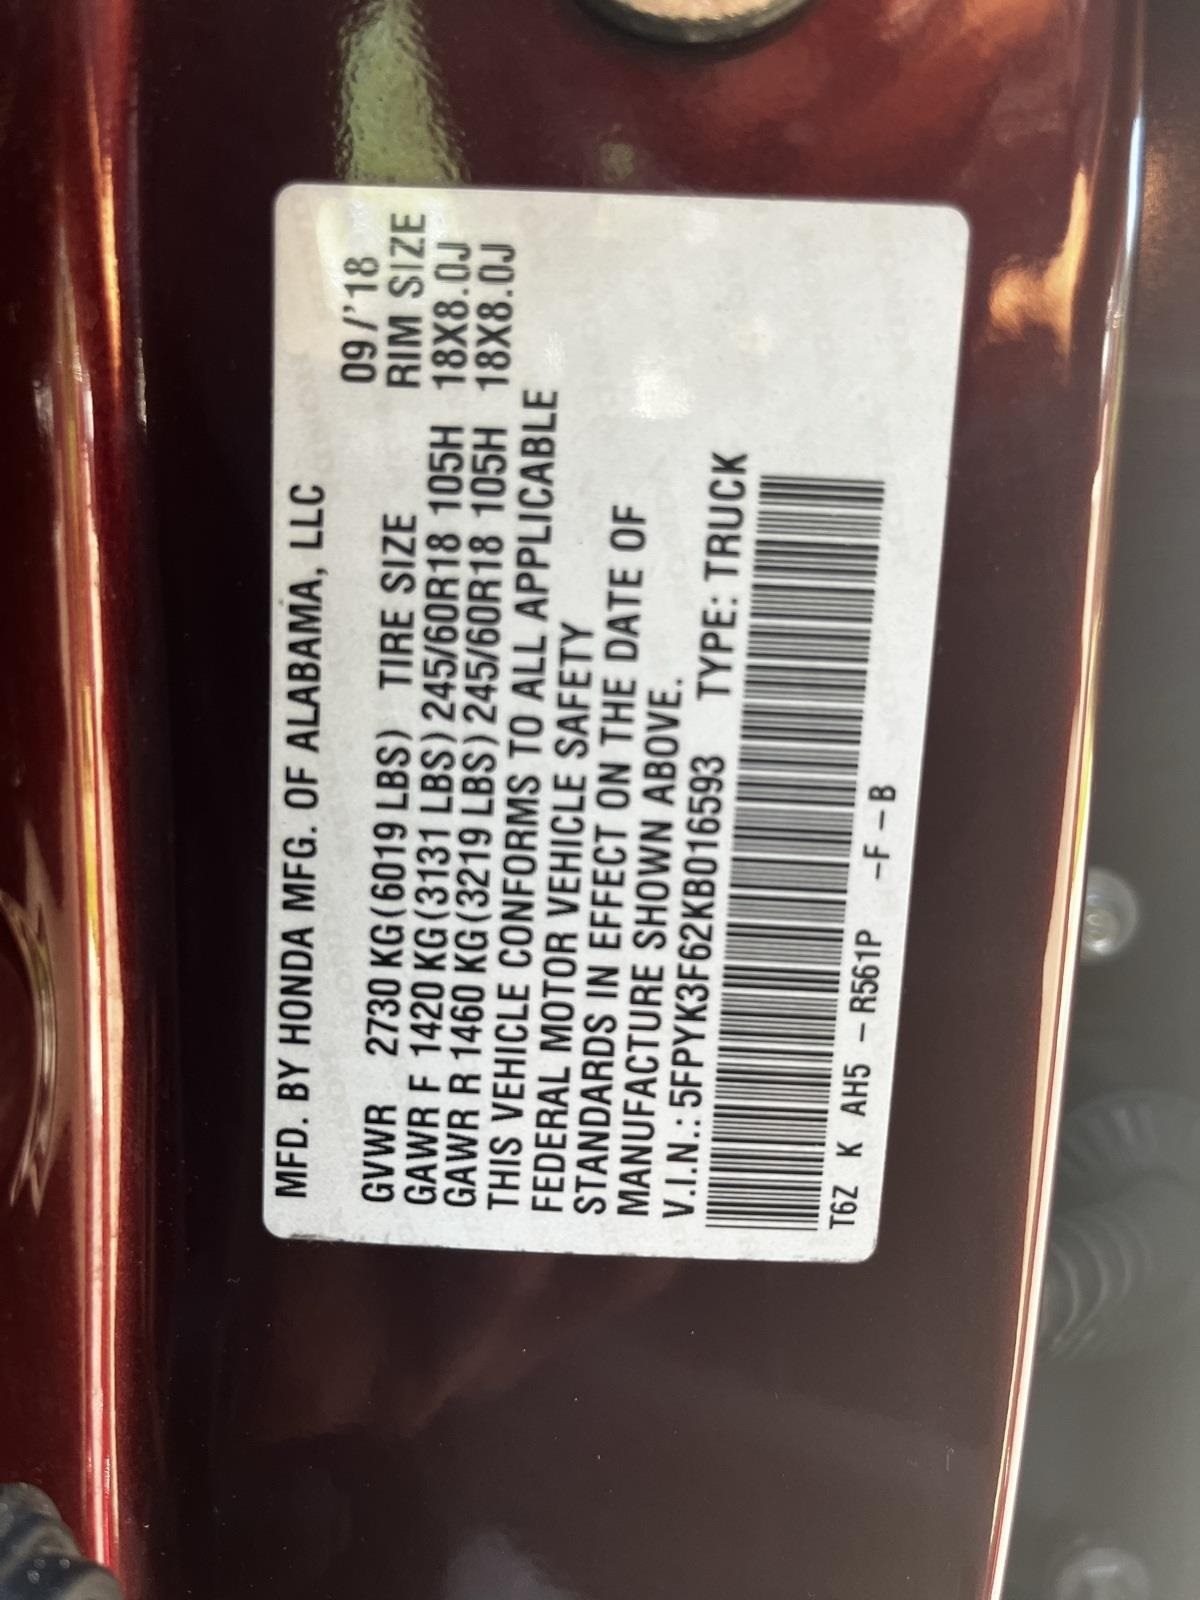 MFD. BY HONDA MFG. OF ALABAMA, LLC
09/'18
GVWR 2730 KG(6019 LBS) TIRE SIZE RIM SIZE
GAWR F 1420 KG(3131 LBS) 245/60R18 105H 18X8.0J
GAWR R 1460 KG(3219 LBS) 245/60R18 105H 18X8.0J
THIS VEHICLE CONFORMS TO ALL APPLICABLE
FEDERAL MOTOR VEHICLE SAFETY
STANDARDS IN EFFECT ON THE DATE OF
MANUFACTURE SHOWN ABOVE.
V.I.N.: 5FPYK3F62KB016593 TYPE: TRUCK
T6Z K AH5 -R561P -F-B